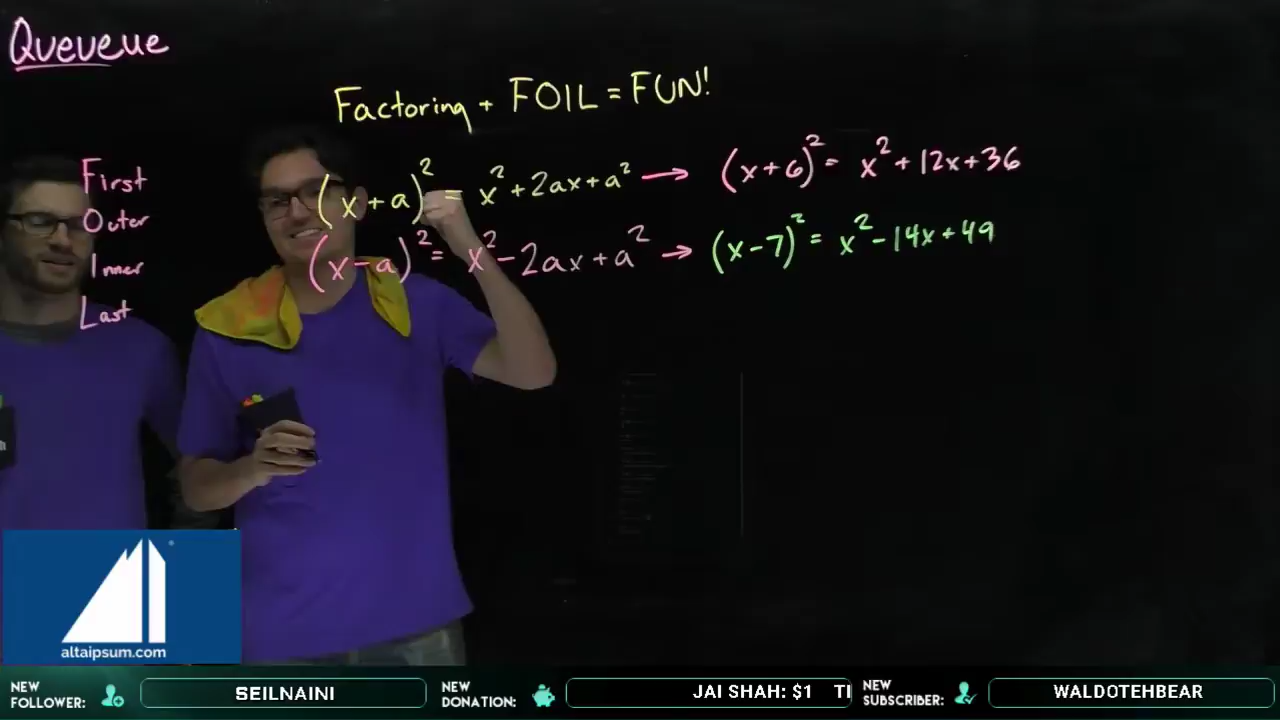 Queueue
Factoring + FOIL = FUN!
First
Outer
Inner
Last
(x+a)² = x²+2ax+a² → (x+6)² = x²+12x+36
(x-a)² = x²-2ax+a² → (x-7)² = x²-14x+49
altaipsum.com
NEW FOLLOWER: SEILNAINI
NEW DONATION: JAI SHAH: $1 TI
NEW SUBSCRIBER: WALDOTEHBEAR